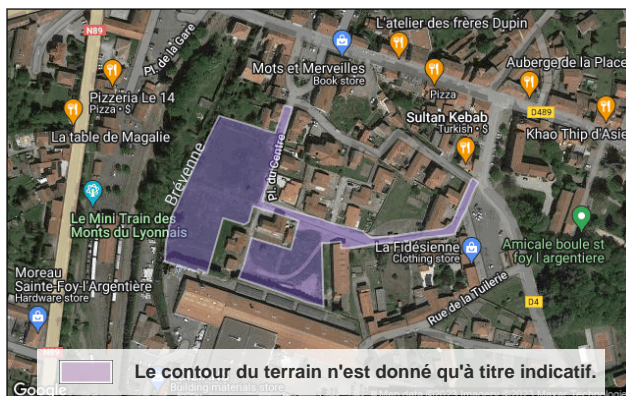 N89
Pl. de la Gare
L'atelier des frères Dupin
Mots et Merveilles
Book store
Auberge de la Place
Pizzeria Le 14
Pizza • $
Pizza
D489
Sultan Kebab
Turkish • $
Khao Thip d'Asie
La table de Magalie
Brévenne
Pl. du Centre
Le Mini Train des
Monts du Lyonnais
La Fidésienne
Clothing store
Amicale boule st
foy l argentiere
Moreau
Sainte-Foy-l'Argentière
Hardware store
Rue de la Tuilerie
D4
N89
Le contour du terrain n'est donné qu'à titre indicatif.
Google
Building materials store